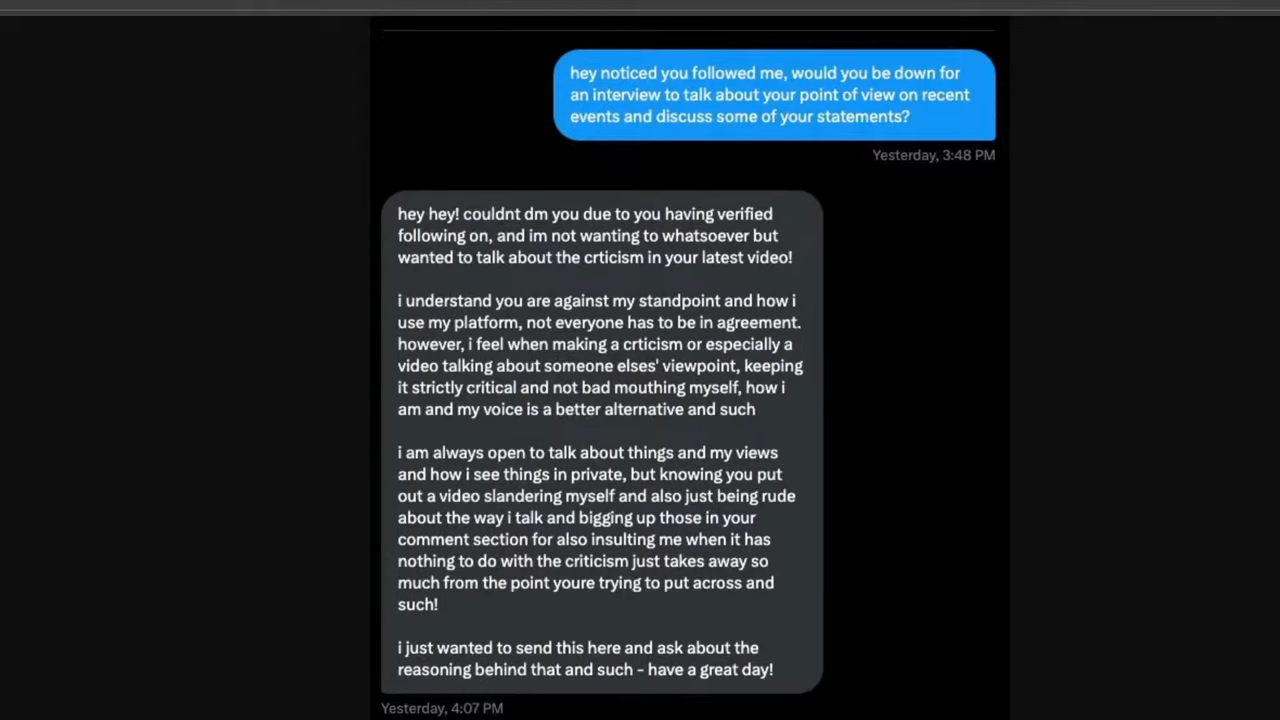 hey noticed you followed me, would you be down for
an interview to talk about your point of view on recent
events and discuss some of your statements?
Yesterday, 3:48 PM
hey hey! couldnt dm you due to you having verified
following on, and im not wanting to whatsoever but
wanted to talk about the crticism in your latest video!
i understand you are against my standpoint and how i
use my platform, not everyone has to be in agreement.
however, i feel when making a crticism or especially a
video talking about someone elses' viewpoint, keeping
it strictly critical and not bad mouthing myself, how i
am and my voice is a better alternative and such
i am always open to talk about things and my views
and how i see things in private, but knowing you put
out a video slandering myself and also just being rude
about the way i talk and bigging up those in your
comment section for also insulting me when it has
nothing to do with the criticism just takes away so
much from the point youre trying to put across and
such!
i just wanted to send this here and ask about the
reasoning behind that and such - have a great day!
Yesterday, 4:07 PM